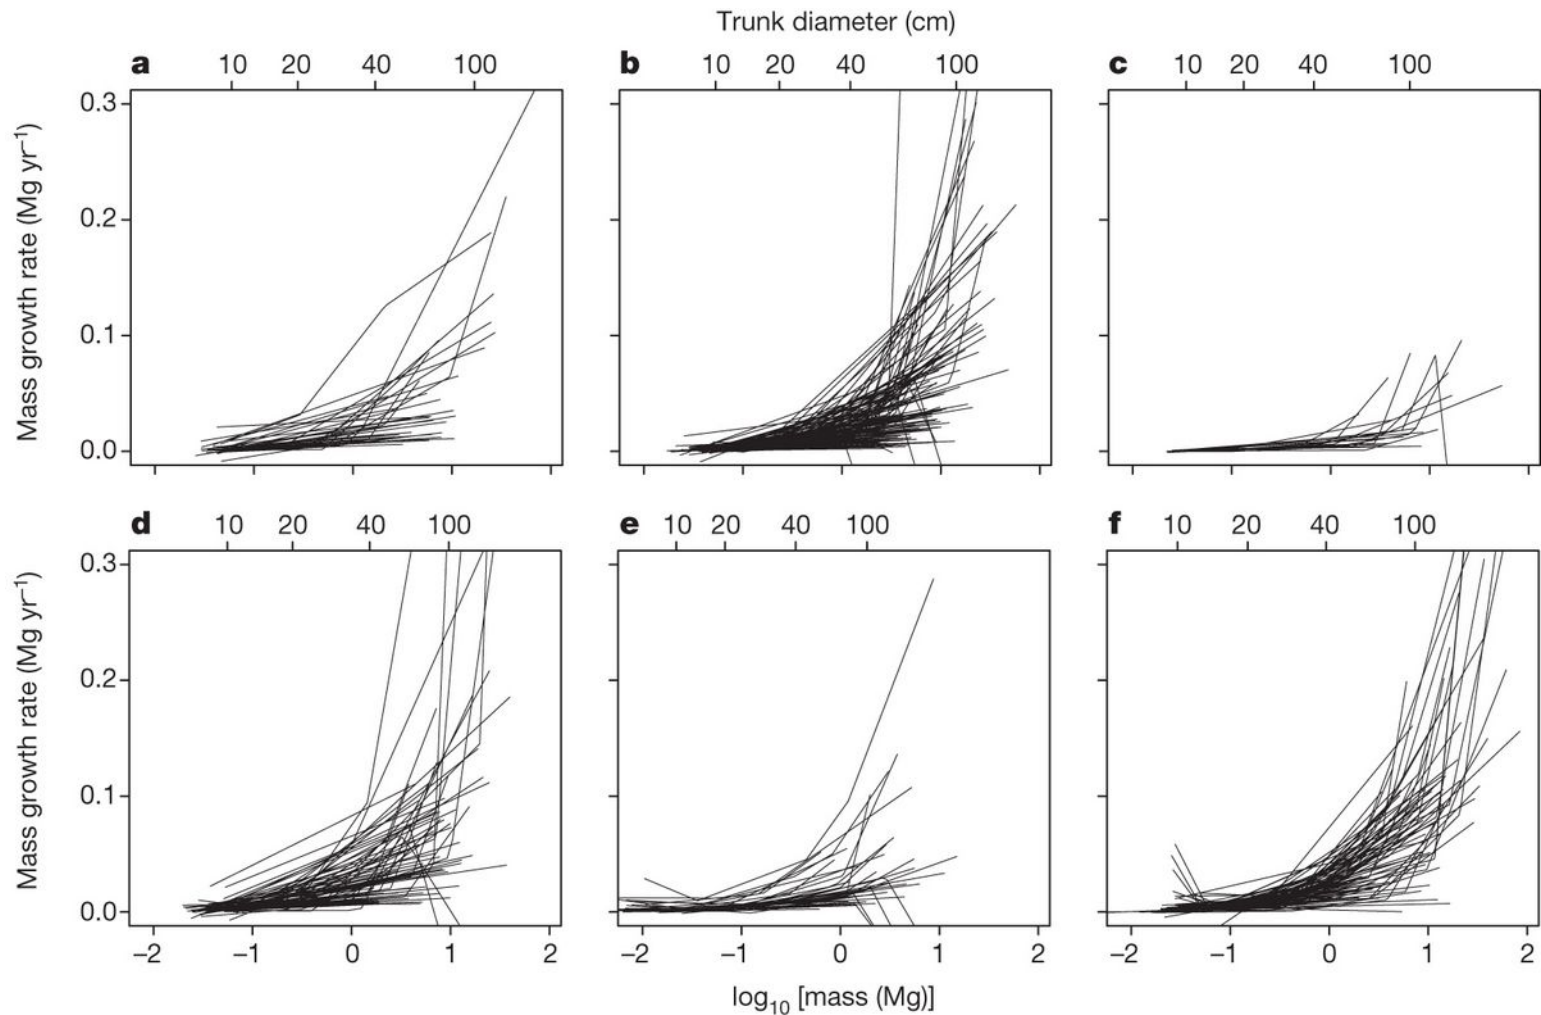 Trunk diameter (cm)
a 10 20 40 100
b 10 20 40 100
c 10 20 40 100
Mass growth rate (Mg yr⁻¹)
0.3
0.2
0.1
0.0
d 10 20 40 100
e 10 20 40 100
f 10 20 40 100
Mass growth rate (Mg yr⁻¹)
0.3
0.2
0.1
0.0
–2 –1 0 1 2
–2 –1 0 1 2
–2 –1 0 1 2
log₁₀ [mass (Mg)]